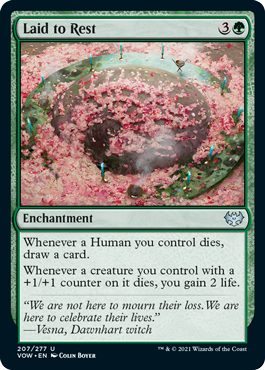 Laid to Rest 3
Enchantment
Whenever a Human you control dies,
draw a card.
Whenever a creature you control with a
+1/+1 counter on it dies, you gain 2 life.
“We are not here to mourn their loss. We are
here to celebrate their lives.”
—Vesna, Dawnhart witch
207/277 U
VOW • EN COLIN BOYER
™ & © 2021 Wizards of the Coast